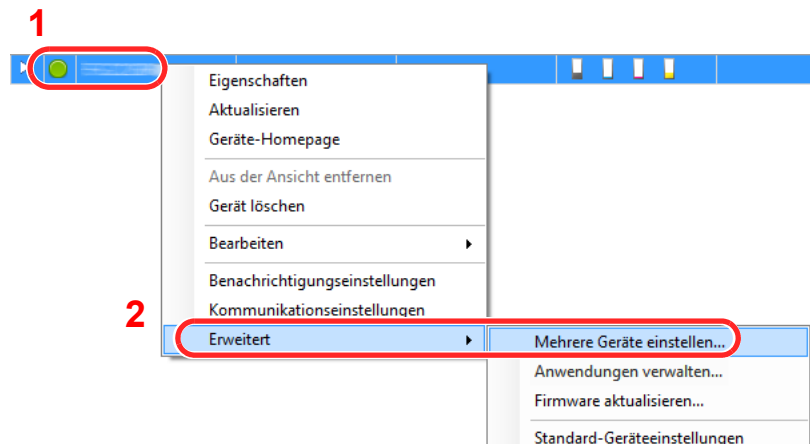 1
Eigenschaften
Aktualisieren
Geräte-Homepage
Aus der Ansicht entfernen
Gerät löschen
Bearbeiten
Benachrichtigungseinstellungen
Kommunikationseinstellungen
2
Erweitert
Mehrere Geräte einstellen...
Anwendungen verwalten...
Firmware aktualisieren...
Standard-Geräteeinstellungen